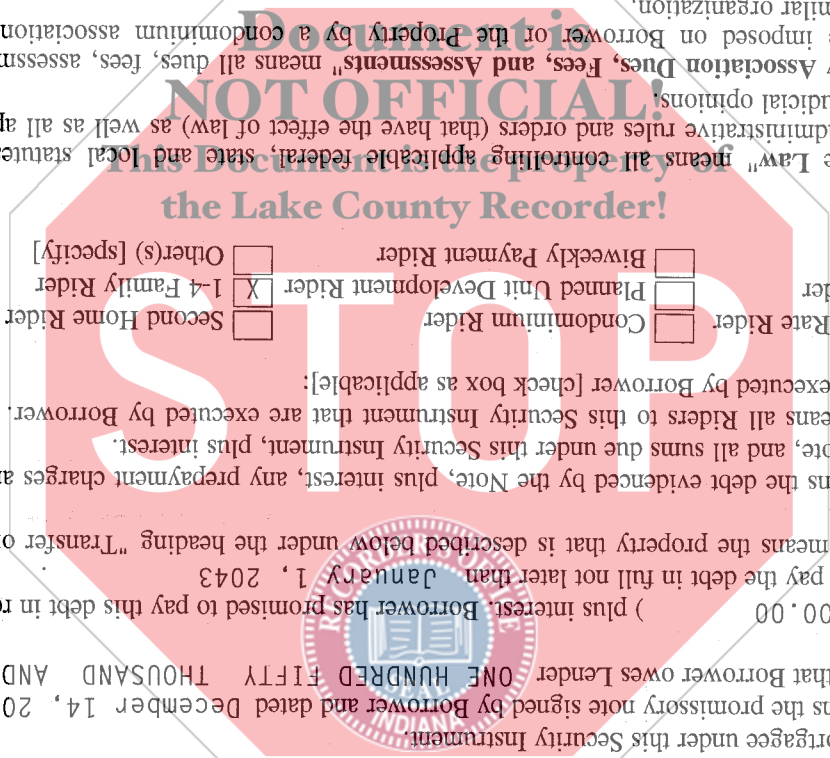 Document is
NOT OFFICIAL!
This Document is the property of
the Lake County Recorder!
STOP
RECORDER'S OFFICE
SEAL
INDIANA
ortgagee under this Security Instrument.
ns the promissory note signed by Borrower and dated December 14, 20
that Borrower owes Lender ONE HUNDRED FIFTY THOUSAND AND
00.00 ) plus interest. Borrower has promised to pay this debt in r
pay the debt in full not later than January 1, 2043 .
means the property that is described below under the heading "Transfer o
ns the debt evidenced by the Note, plus interest, any prepayment charges a
ote, and all sums due under this Security Instrument, plus interest.
eans all Riders to this Security Instrument that are executed by Borrower.
executed by Borrower [check box as applicable]:
Rate Rider Condominium Rider Second Home Rider
der Planned Unit Development Rider X 1-4 Family Rider
Biweekly Payment Rider Other(s) [specify]
e Law" means all controlling applicable federal, state and local statutes
dministrative rules and orders (that have the effect of law) as well as all ap
udicial opinions.
y Association Dues, Fees, and Assessments" means all dues, fees, assessm
e imposed on Borrower or the Property by a condominium association
milar organization.